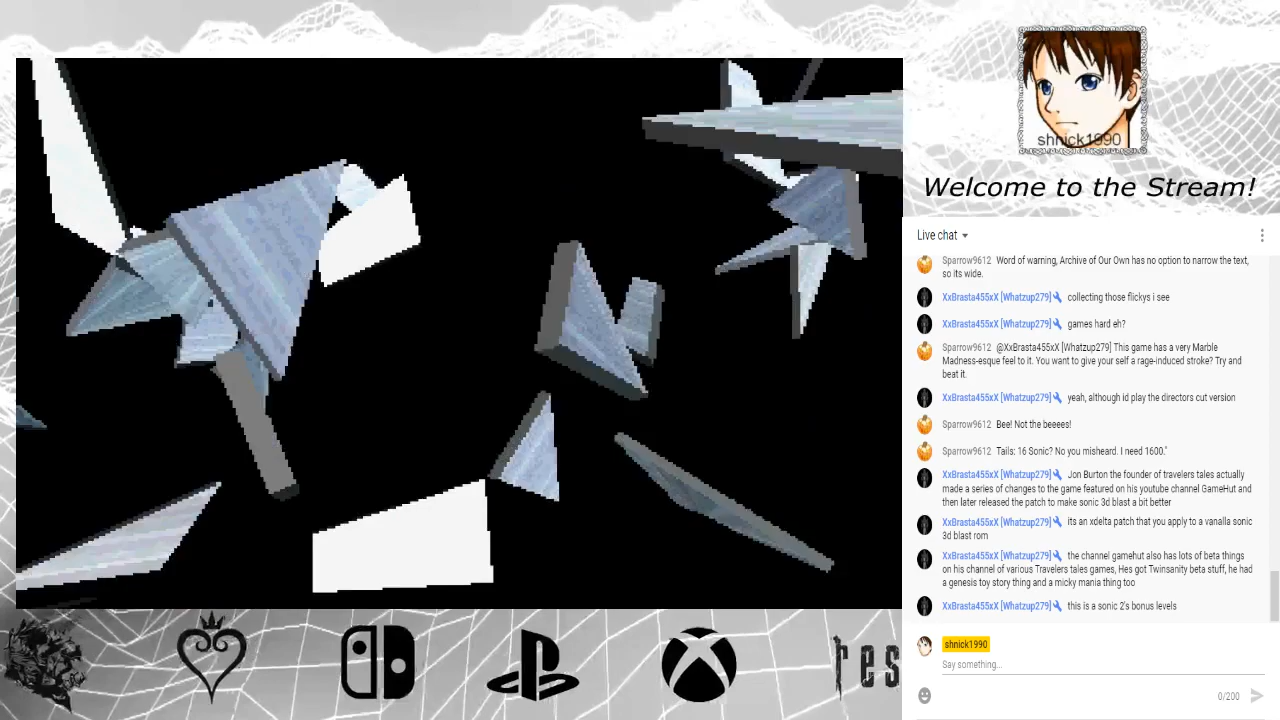 shnick1990
Welcome to the Stream!
Live chat
Sparrow9612 Word of warning, Archive of Our Own has no option to narrow the text,
so its wide.
XxBrasta455xX [Whatzup279] collecting those flickys i see
XxBrasta455xX [Whatzup279] games hard eh?
Sparrow9612 @XxBrasta455xX [Whatzup279] This game has a very Marble
Madness-esque feel to it. You want to give your self a rage-induced stroke? Try and
beat it.
XxBrasta455xX [Whatzup279] yeah, although id play the directors cut version
Sparrow9612 Bee! Not the beeees!
Sparrow9612 Tails: 16 Sonic? No you misheard. I need 1600."
XxBrasta455xX [Whatzup279] Jon Burton the founder of travelers tales actually
made a series of changes to the game featured on his youtube channel GameHut and
then later released the patch to make sonic 3d blast a bit better
XxBrasta455xX [Whatzup279] its an xdelta patch that you apply to a vanalla sonic
3d blast rom
XxBrasta455xX [Whatzup279] the channel gamehut also has lots of beta things
on his channel of various Travelers tales games, Hes got Twinsanity beta stuff, he had
a genesis toy story thing and a micky mania thing too
XxBrasta455xX [Whatzup279] this is a sonic 2's bonus levels
shnick1990
Say something...
0/200
res